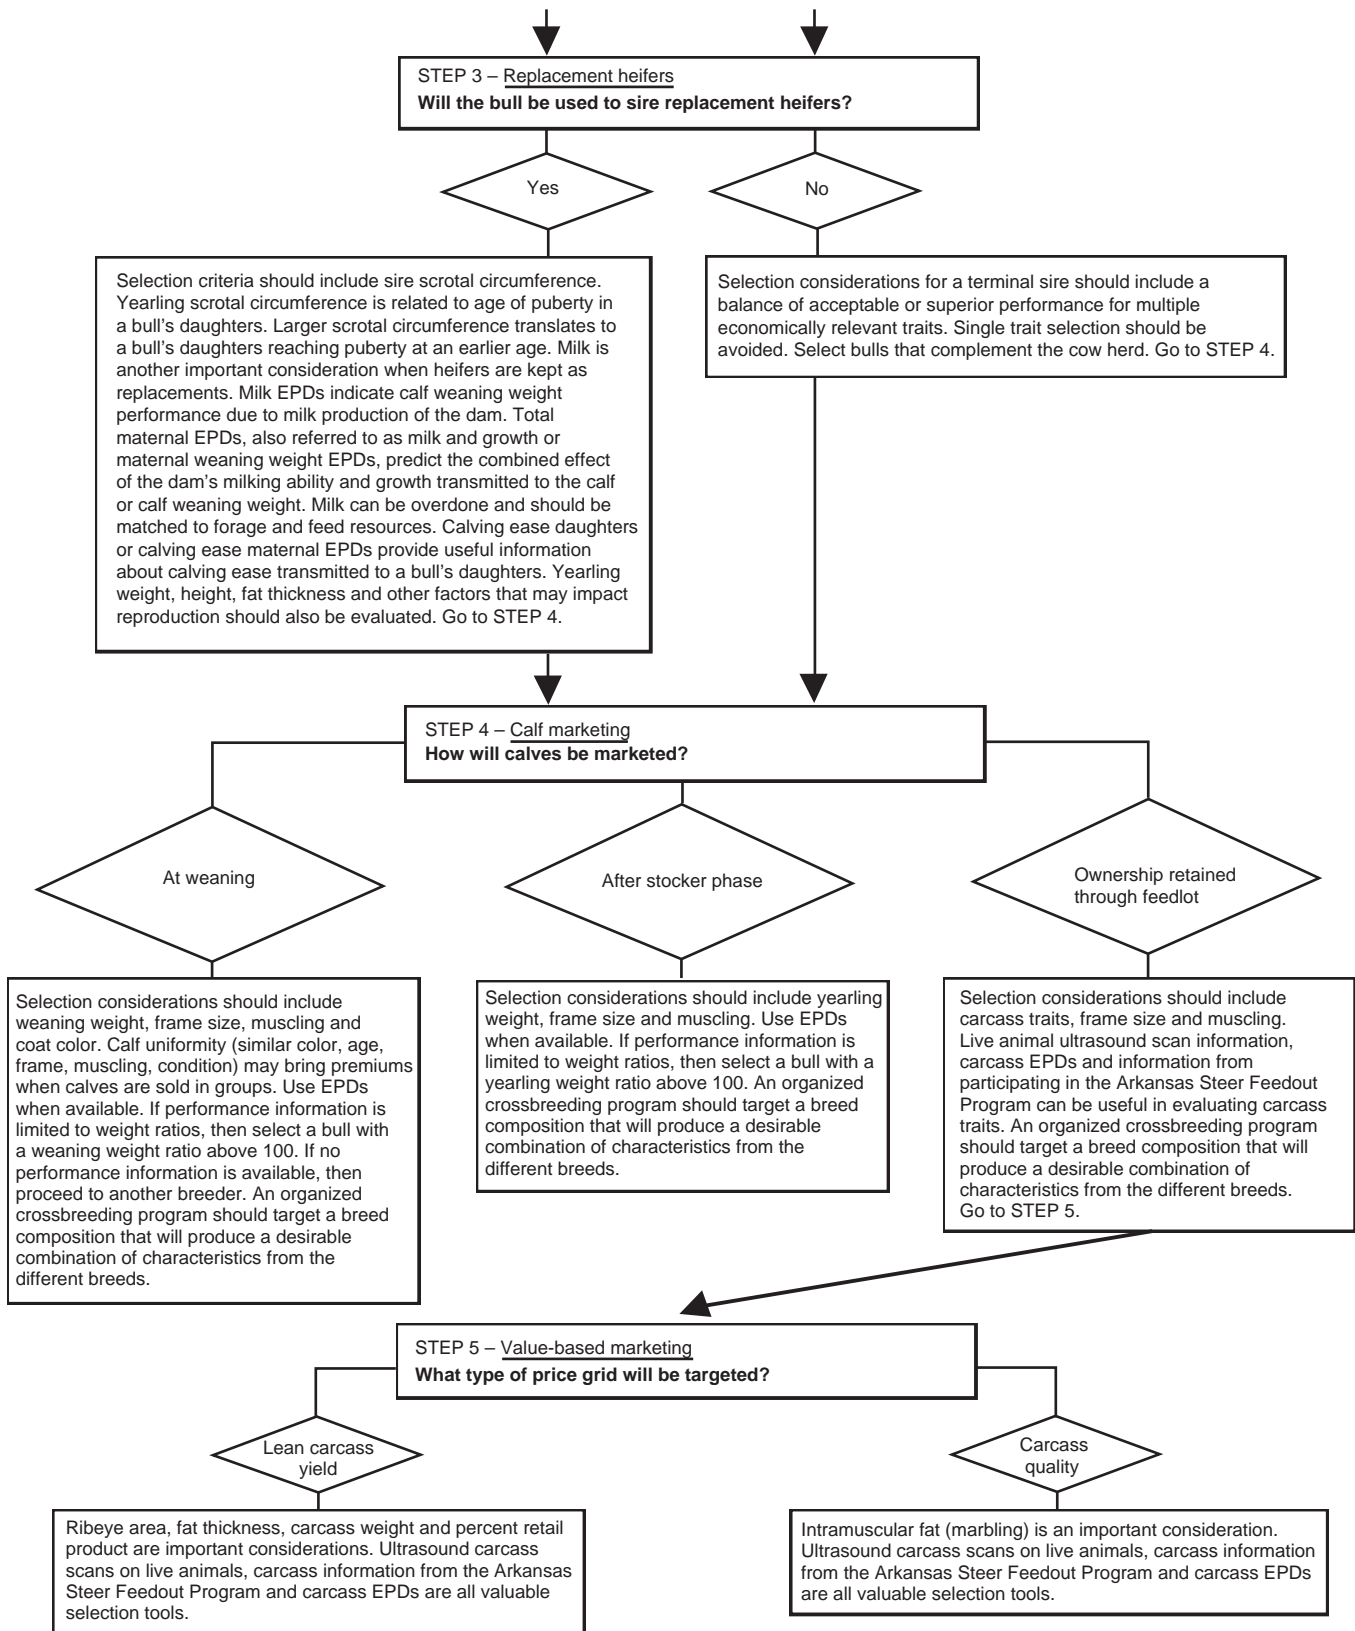 STEP 3 – Replacement heifers
Will the bull be used to sire replacement heifers?
Yes
No
Selection criteria should include sire scrotal circumference.
Yearling scrotal circumference is related to age of puberty in
a bull's daughters. Larger scrotal circumference translates to
a bull's daughters reaching puberty at an earlier age. Milk is
another important consideration when heifers are kept as
replacements. Milk EPDs indicate calf weaning weight
performance due to milk production of the dam. Total
maternal EPDs, also referred to as milk and growth or
maternal weaning weight EPDs, predict the combined effect
of the dam's milking ability and growth transmitted to the calf
or calf weaning weight. Milk can be overdone and should be
matched to forage and feed resources. Calving ease daughters
or calving ease maternal EPDs provide useful information
about calving ease transmitted to a bull's daughters. Yearling
weight, height, fat thickness and other factors that may impact
reproduction should also be evaluated. Go to STEP 4.
Selection considerations for a terminal sire should include a
balance of acceptable or superior performance for multiple
economically relevant traits. Single trait selection should be
avoided. Select bulls that complement the cow herd. Go to STEP 4.
STEP 4 – Calf marketing
How will calves be marketed?
At weaning
After stocker phase
Ownership retained
through feedlot
Selection considerations should include
weaning weight, frame size, muscling and
coat color. Calf uniformity (similar color, age,
frame, muscling, condition) may bring premiums
when calves are sold in groups. Use EPDs
when available. If performance information is
limited to weight ratios, then select a bull with
a weaning weight ratio above 100. If no
performance information is available, then
proceed to another breeder. An organized
crossbreeding program should target a breed
composition that will produce a desirable
combination of characteristics from the
different breeds.
Selection considerations should include yearling
weight, frame size and muscling. Use EPDs
when available. If performance information is
limited to weight ratios, then select a bull with a
yearling weight ratio above 100. An organized
crossbreeding program should target a breed
composition that will produce a desirable
combination of characteristics from the
different breeds.
Selection considerations should include
carcass traits, frame size and muscling.
Live animal ultrasound scan information,
carcass EPDs and information from
participating in the Arkansas Steer Feedout
Program can be useful in evaluating carcass
traits. An organized crossbreeding program
should target a breed composition that will
produce a desirable combination of
characteristics from the different breeds.
Go to STEP 5.
STEP 5 – Value-based marketing
What type of price grid will be targeted?
Lean carcass
yield
Carcass
quality
Ribeye area, fat thickness, carcass weight and percent retail
product are important considerations. Ultrasound carcass
scans on live animals, carcass information from the Arkansas
Steer Feedout Program and carcass EPDs are all valuable
selection tools.
Intramuscular fat (marbling) is an important consideration.
Ultrasound carcass scans on live animals, carcass information
from the Arkansas Steer Feedout Program and carcass EPDs
are all valuable selection tools.